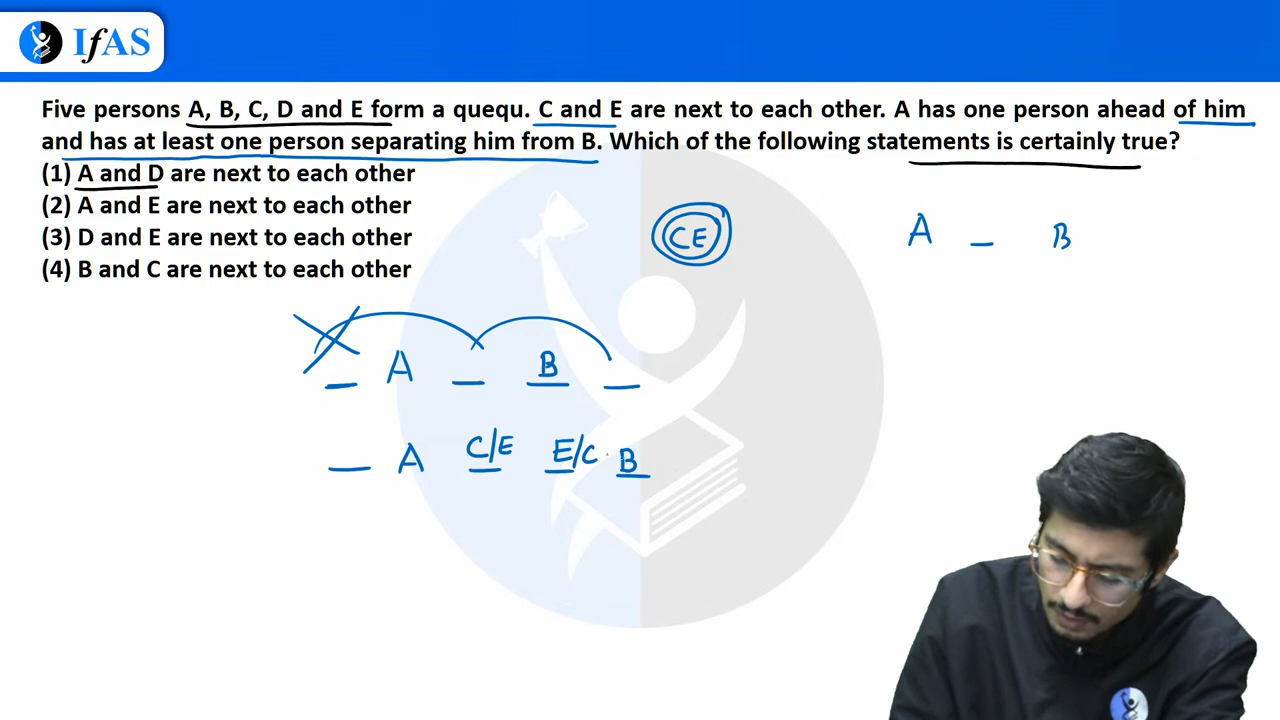 IfAS
Five persons A, B, C, D and E form a ququ. C and E are next to each other. A has one person ahead of him
and has at least one person separating him from B. Which of the following statements is certainly true?
(1) A and D are next to each other
(2) A and E are next to each other
(3) D and E are next to each other
(4) B and C are next to each other
CE
A _ B
_ A _ B _
_ A C/E E/C B